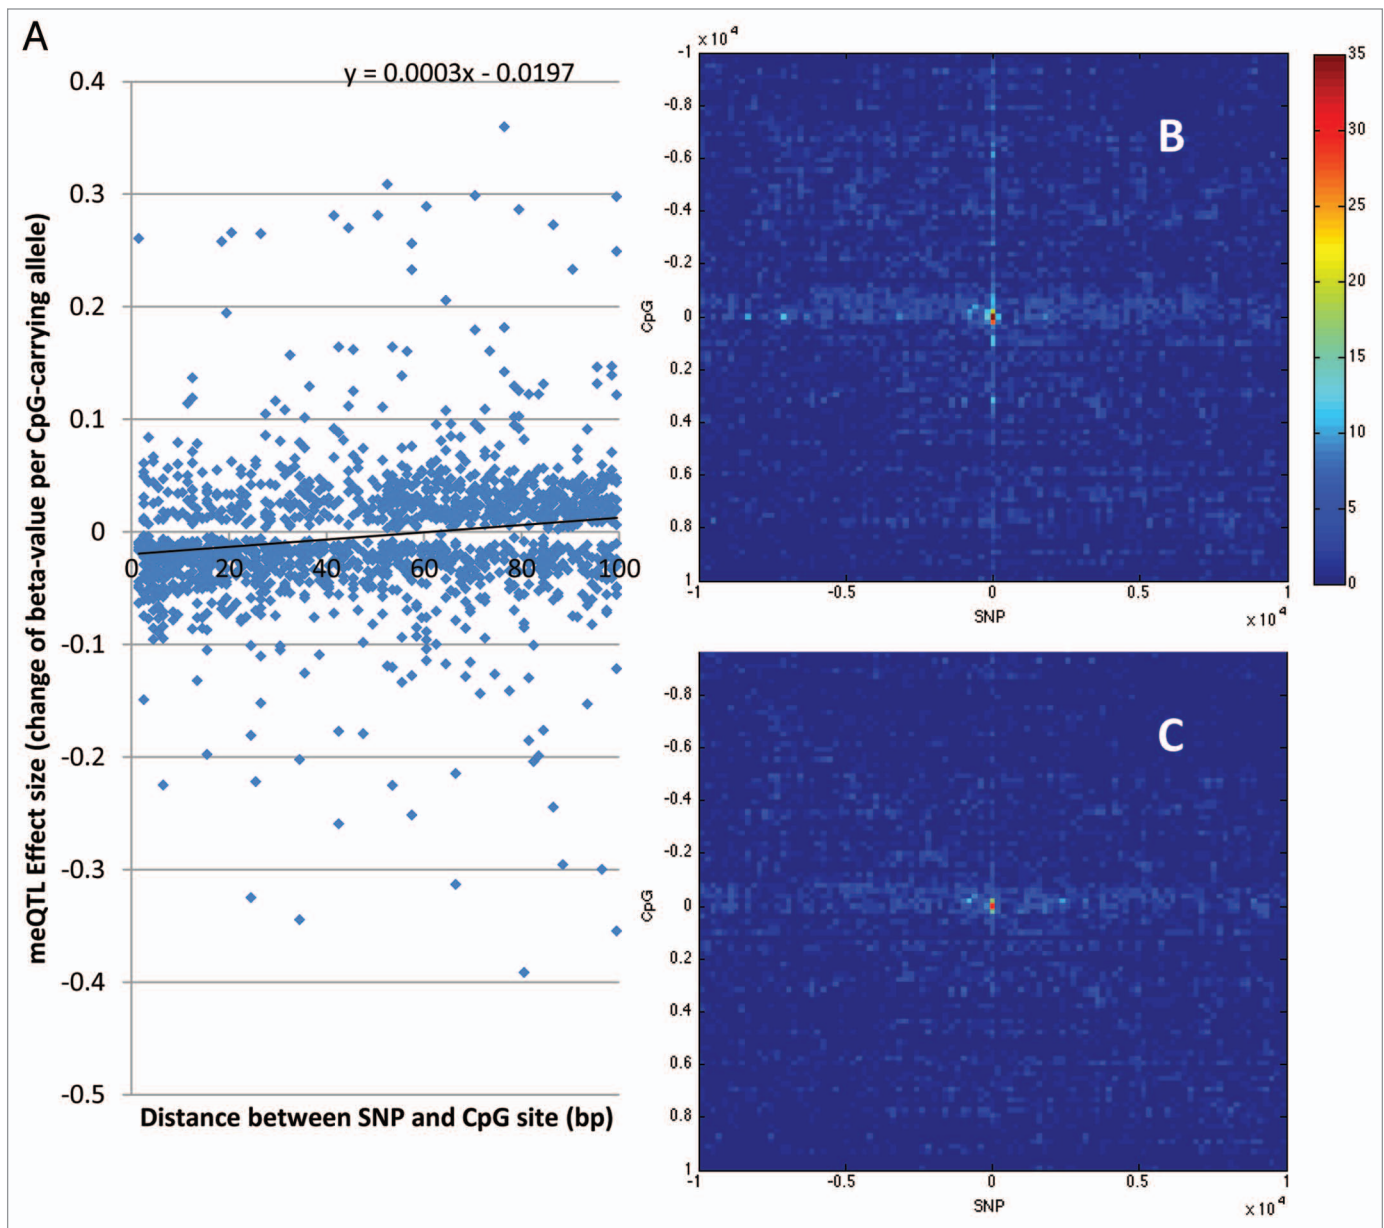 A
y = 0.0003x - 0.0197
0.4
0.3
0.2
0.1
0
-0.1
-0.2
-0.3
-0.4
-0.5
0 20 40 60 80 100
meQTL Effect size (change of beta-value per CpG-carrying allele)
Distance between SNP and CpG site (bp)
x 10^4
B
-1
-0.8
-0.6
-0.4
-0.2
0
0.2
0.4
0.6
0.8
1
CpG
-0.5 0 0.5 1
SNP
x 10^4
35
30
25
20
15
10
5
0
C
-0.8
-0.6
-0.4
-0.2
0
0.2
0.4
0.6
0.8
1
CpG
-1 -0.5 0 0.5 1
SNP
x 10^4